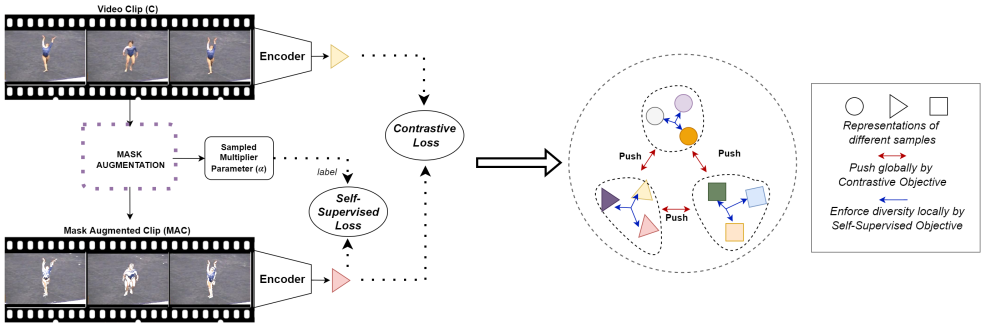 Video Clip (C)
Encoder
MASK
AUGMENTATION
Sampled
Multiplier
Parameter (α)
label
Contrastive
Loss
Self-
Supervised
Loss
Mask Augmented Clip (MAC)
Encoder
Push
Push
Push
Representations of
different samples
Push globally by
Contrastive Objective
Enforce diversity locally by
Self-Supervised Objective